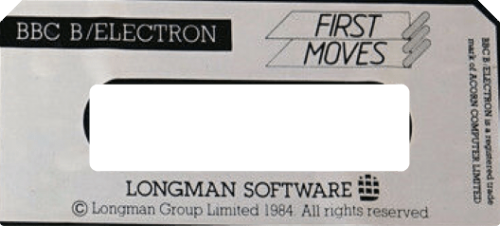 BBC B/ELECTRON
FIRST
MOVES
BBC B/ELECTRON is a registered trade
mark of ACORN COMPUTER LIMITED
LONGMAN SOFTWARE
© Longman Group Limited 1984. All rights reserved